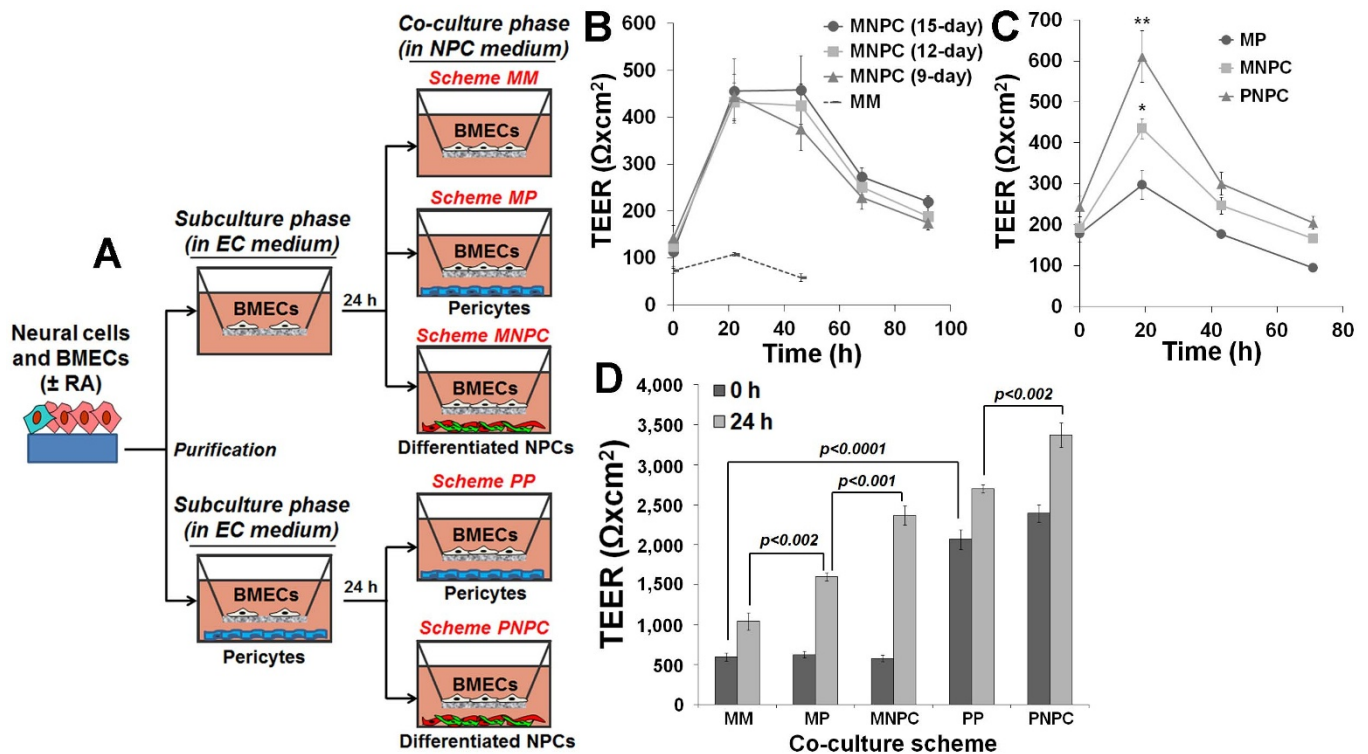 A
Neural cells
and BMECs
(± RA)
Purification
Subculture phase
(in EC medium)
BMECs
24 h
Subculture phase
(in EC medium)
BMECs
Pericytes
24 h
Co-culture phase
(in NPC medium)
Scheme MM
BMECs
Scheme MP
BMECs
Pericytes
Scheme MNPC
BMECs
Differentiated NPCs
Scheme PP
BMECs
Pericytes
Scheme PNPC
BMECs
Differentiated NPCs
B
TEER (Ωxcm²)
600
500
400
300
200
100
0
0 20 40 60 80 100
Time (h)
MNPC (15-day)
MNPC (12-day)
MNPC (9-day)
MM
C
TEER (Ωxcm²)
700
600
500
400
300
200
100
0
0 20 40 60 80
Time (h)
**
*
MP
MNPC
PNPC
D
TEER (Ωxcm²)
4,000
3,500
3,000
2,500
2,000
1,500
1,000
500
0
0 h
24 h
p<0.002
p<0.0001
p<0.001
p<0.002
MM MP MNPC PP PNPC
Co-culture scheme